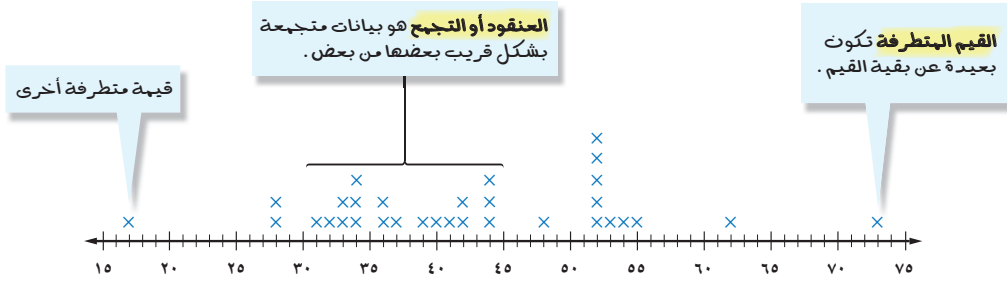 العنقود أو التجمع هو بيانات متجمعة
بشكل قريب بعضها من بعض .
القيم المتطرفة تكون
بعيدة عن بقية القيم .
قيمة متطرفة أخرى
١٥ ٢٠ ٢٥ ٣٠ ٣٥ ٤٠ ٤٥ ٥٠ ٥٥ ٦٠ ٦٥ ٧٠ ٧٥